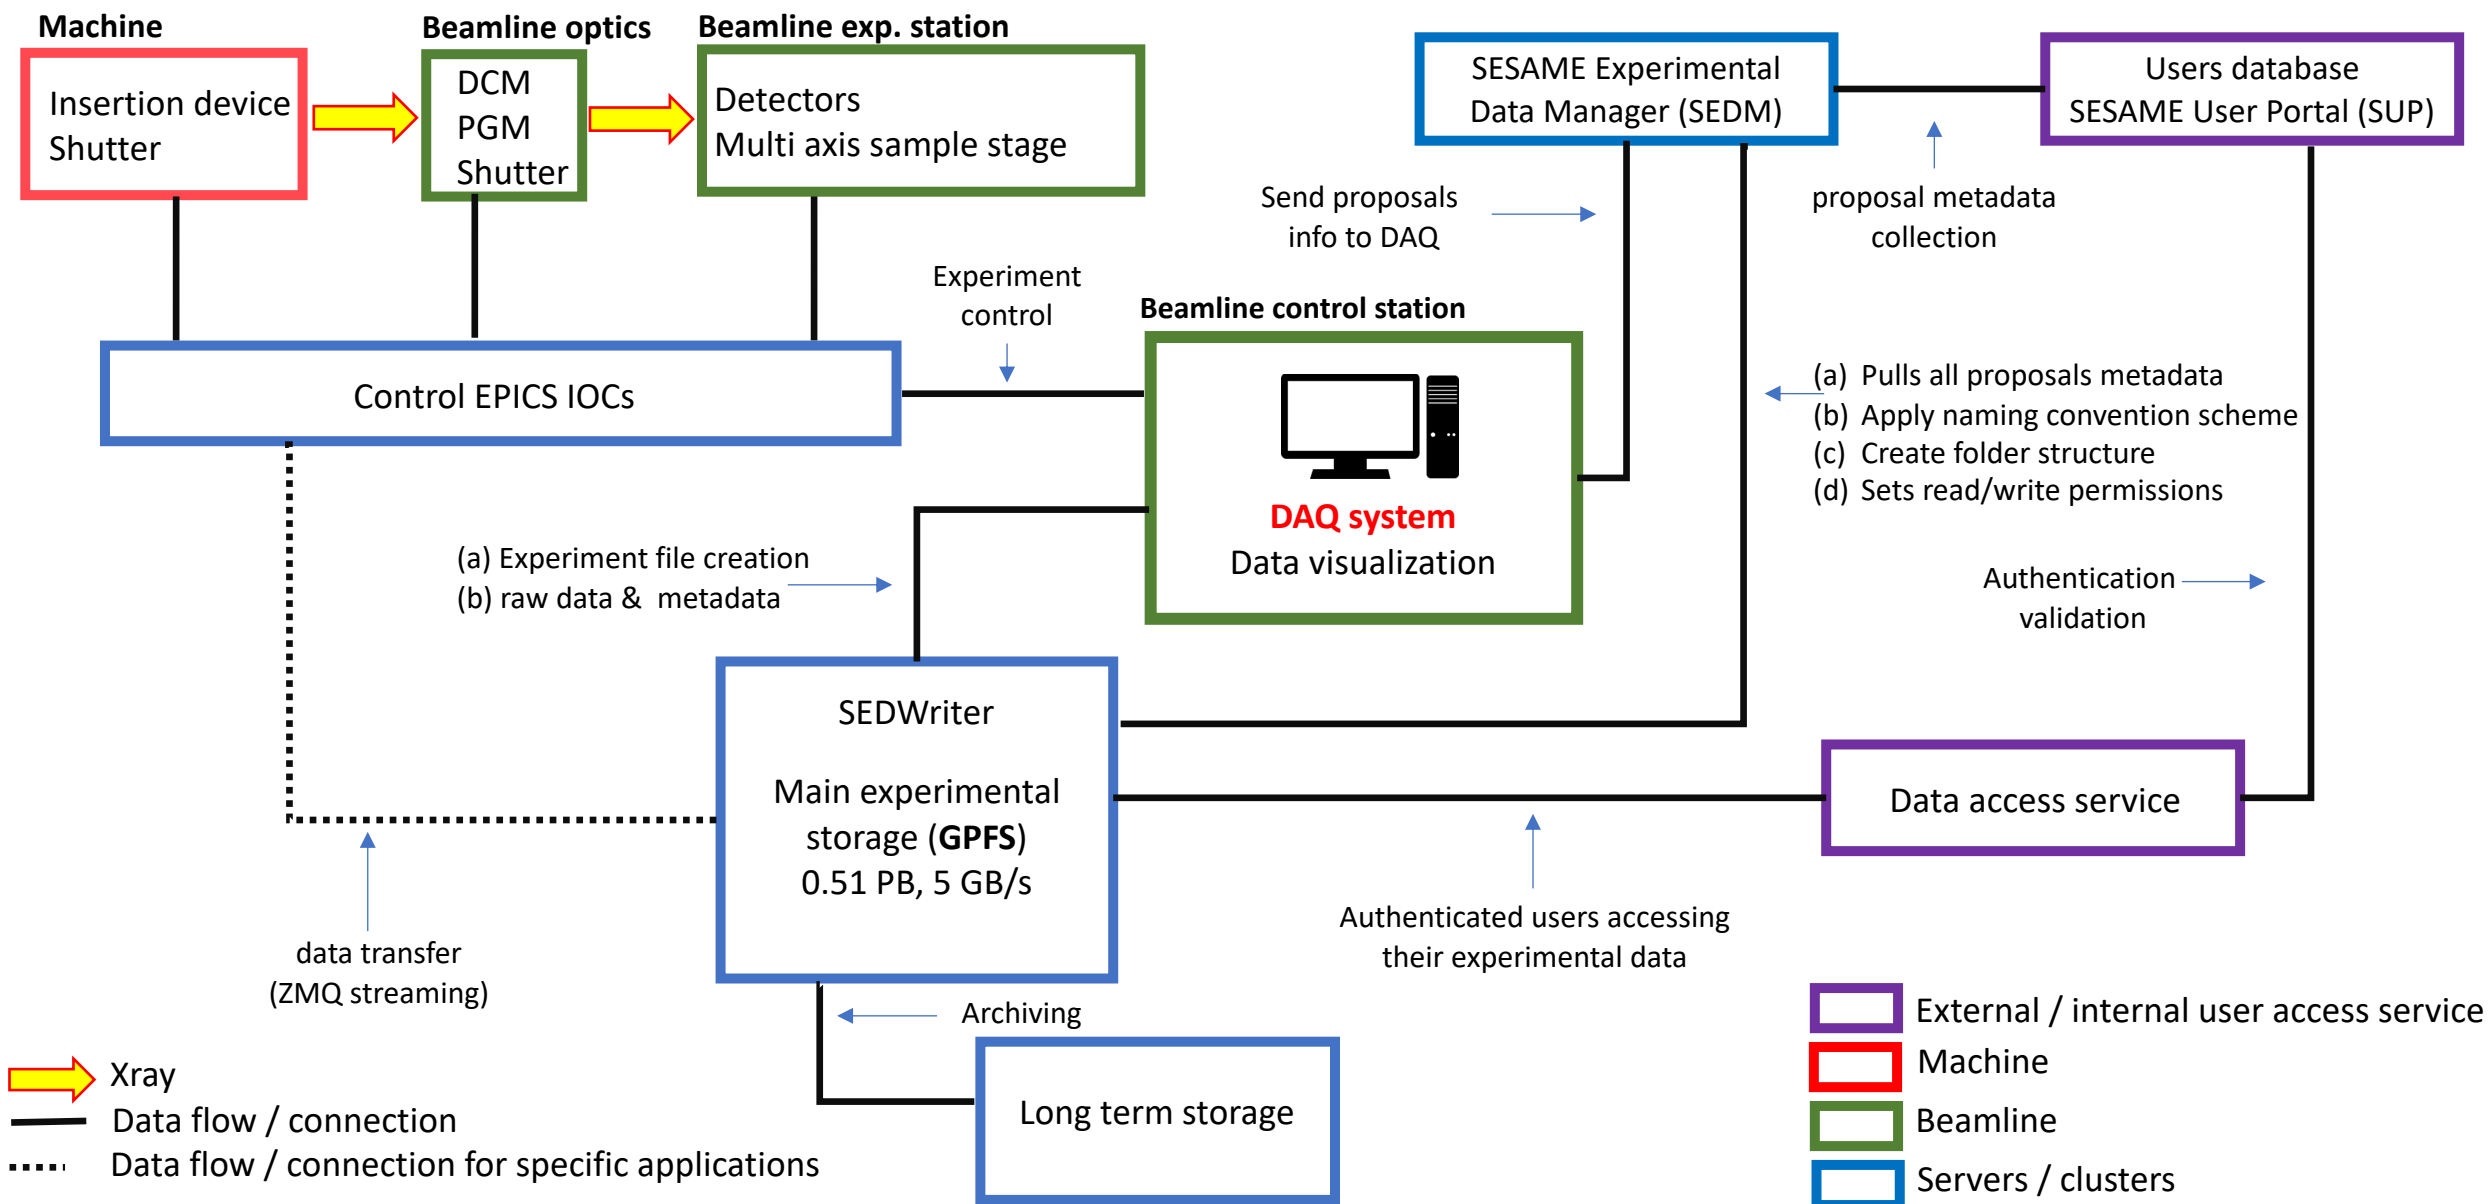 Machine
Insertion device
Shutter
Beamline optics
DCM
PGM
Shutter
Beamline exp. station
Detectors
Multi axis sample stage
SESAME Experimental
Data Manager (SEDM)
Users database
SESAME User Portal (SUP)
Send proposals
info to DAQ
proposal metadata
collection
Experiment
control
Beamline control station
Control EPICS IOCs
DAQ system
Data visualization
(a) Pulls all proposals metadata
(b) Apply naming convention scheme
(c) Create folder structure
(d) Sets read/write permissions
(a) Experiment file creation
(b) raw data & metadata
Authentication
validation
SEDWriter
Main experimental
storage (GPFS)
0.51 PB, 5 GB/s
Data access service
data transfer
(ZMQ streaming)
Authenticated users accessing
their experimental data
Archiving
Long term storage
Xray
Data flow / connection
Data flow / connection for specific applications
External / internal user access service
Machine
Beamline
Servers / clusters